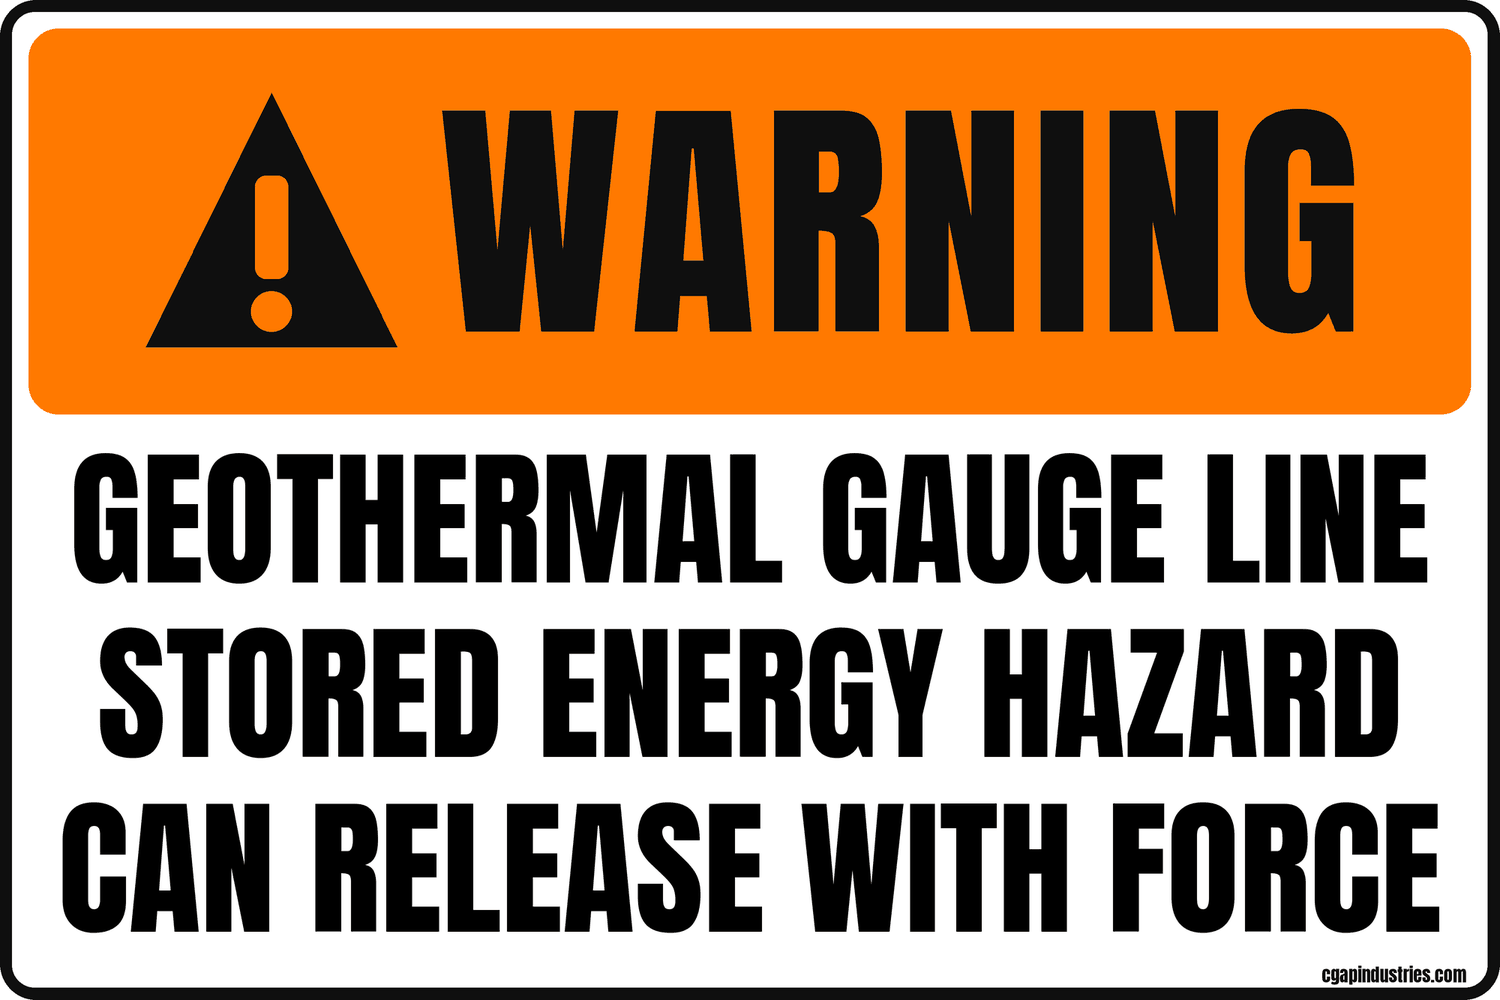 WARNING
GEOTHERMAL GAUGE LINE
STORED ENERGY HAZARD
CAN RELEASE WITH FORCE
cgapindustries.com